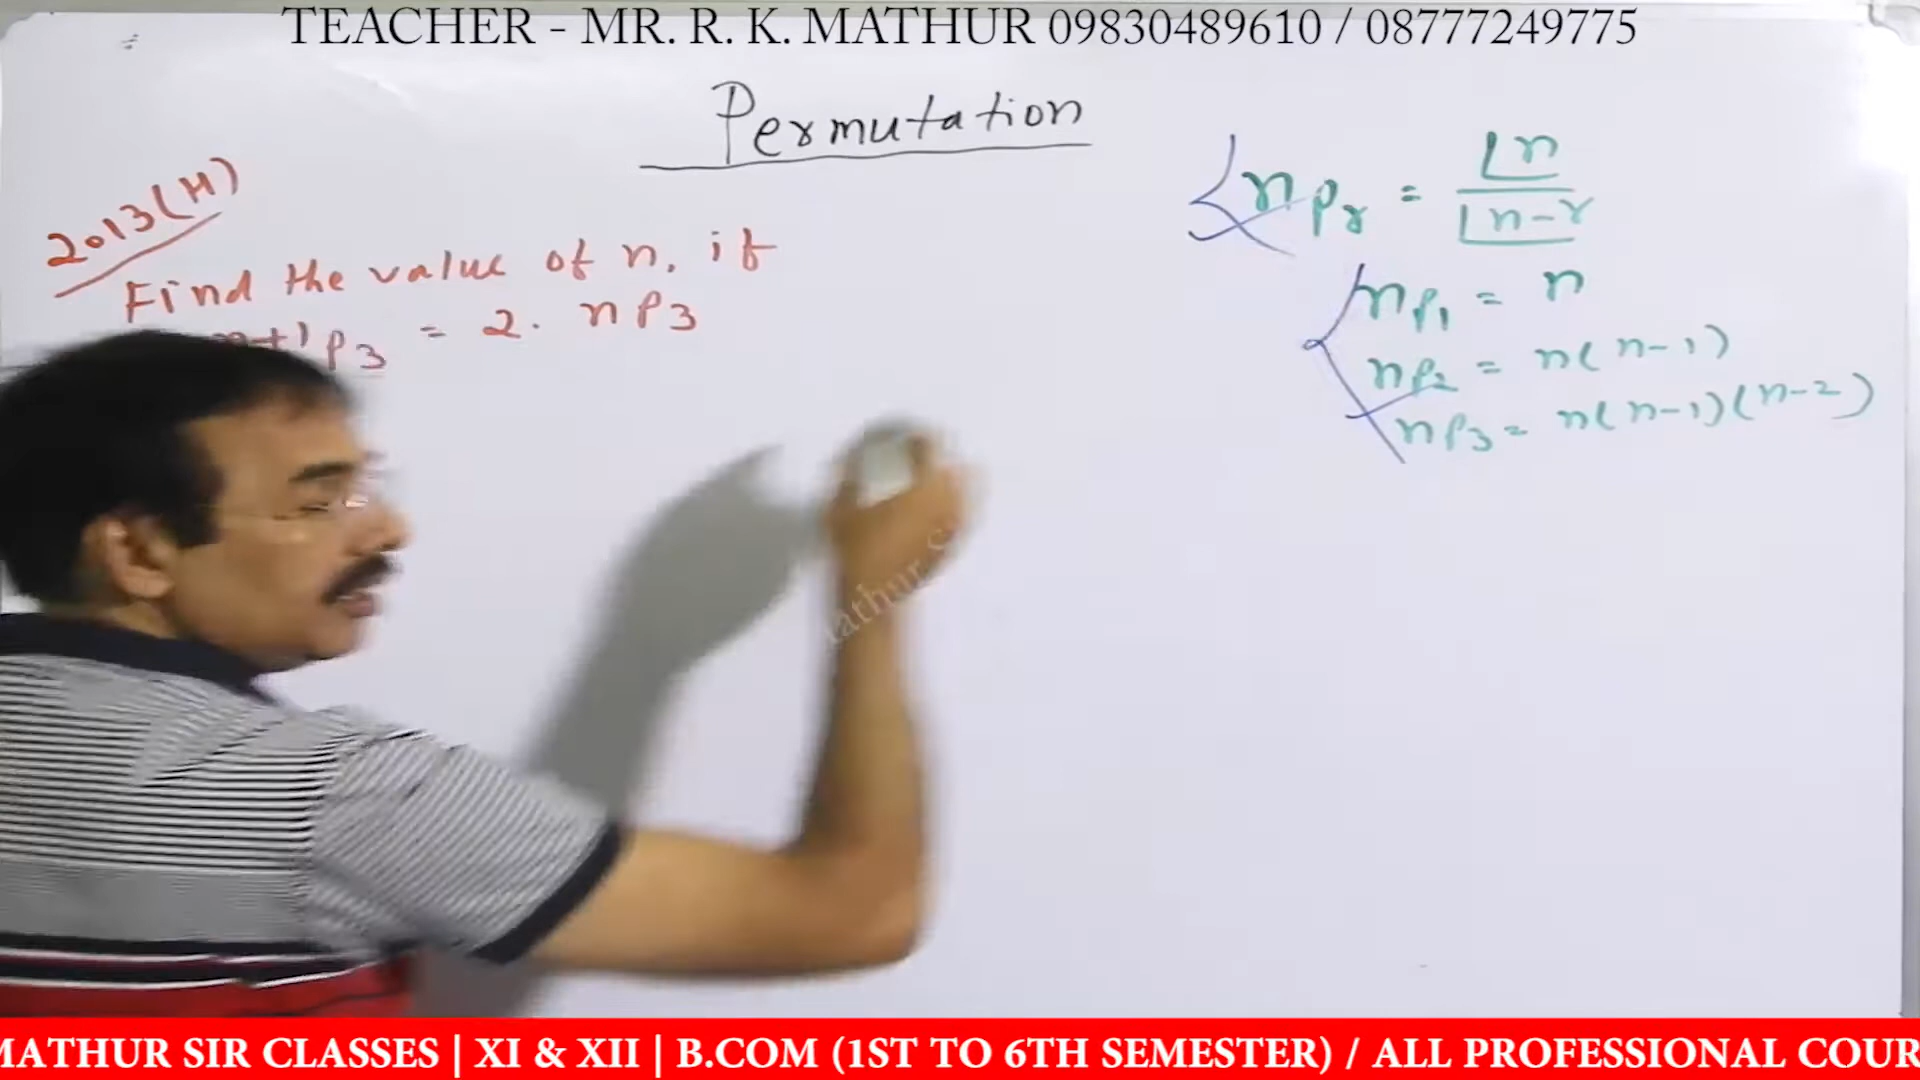 TEACHER - MR. R. K. MATHUR 09830489610 / 08777249775
Permutation
2013(H)
Find the value of n, if
n+1P3 = 2. nP3
nPr = ⌊n / ⌊n-r
nP1 = n
nP2 = n(n-1)
nP3 = n(n-1)(n-2)
Mathur S
MATHUR SIR CLASSES | XI & XII | B.COM (1ST TO 6TH SEMESTER) / ALL PROFESSIONAL COUR